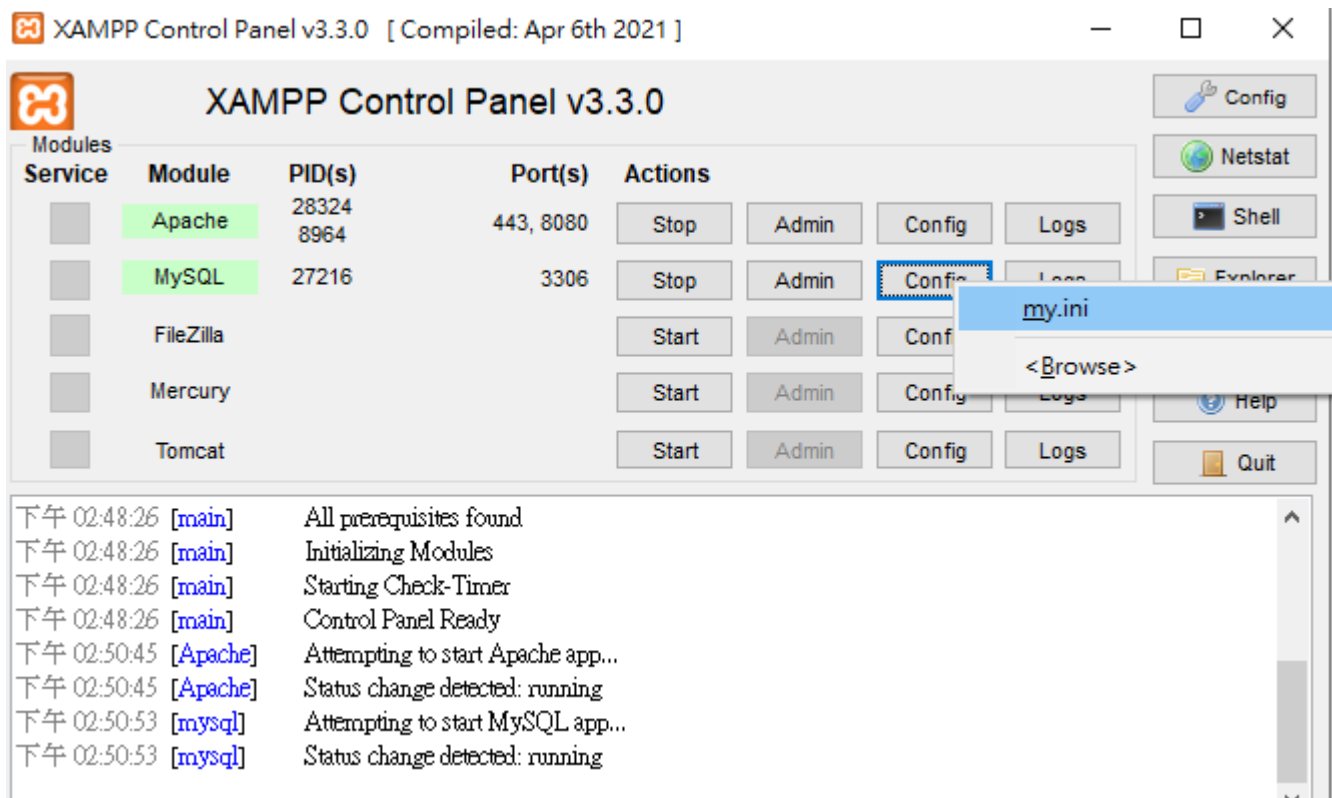 XAMPP Control Panel v3.3.0 [ Compiled: Apr 6th 2021 ]
XAMPP Control Panel v3.3.0
Config
Modules
Netstat
Service Module PID(s) Port(s) Actions
Apache 28324 8964 443, 8080 Stop Admin Config Logs
Shell
MySQL 27216 3306 Stop Admin Config Logs
Explorer
my.ini
FileZilla Start Admin
<Browse>
Mercury Start Admin Config Logs
Help
Tomcat Start Admin Config Logs
Quit
下午 02:48:26 [main] All prerequisites found
下午 02:48:26 [main] Initializing Modules
下午 02:48:26 [main] Starting Check-Timer
下午 02:48:26 [main] Control Panel Ready
下午 02:50:45 [Apache] Attempting to start Apache app...
下午 02:50:45 [Apache] Status change detected: running
下午 02:50:53 [mysql] Attempting to start MySQL app...
下午 02:50:53 [mysql] Status change detected: running